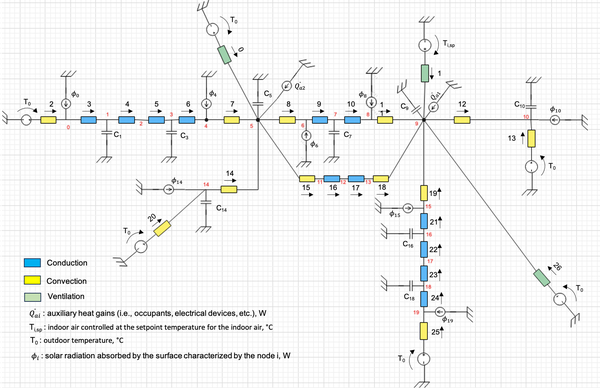 T₀
0
T₀
2
ϕ₀
3
4
5
6
ϕ₄
7
C₈
Q̇ₐ₂
8
9
10
ϕ₈
1
T₀
Tᵢ,ₛₚ
1
C₉
Q̇ₐ₁
12
C₁₀
10
ϕ₁₀
13
T₀
0
1
C₁
2
3
C₃
4
5
6
ϕ₆
7
C₇
8
9
11
12
13
15
16
17
18
ϕ₁₄
14
14
C₁₄
20
T₀
19
15
ϕ₁₅
21
16
C₁₆
22
17
23
18
C₁₈
24
19
ϕ₁₉
25
T₀
26
T₀
Conduction
Convection
Ventilation
Q̇ₐᵢ : auxiliary heat gains (i.e., occupants, electrical devices, etc.), W
Tᵢ,ₛₚ : indoor air controlled at the setpoint temperature for the indoor air, °C
T₀ : outdoor temperature, °C
ϕᵢ : solar radiation absorbed by the surface characterized by the node i, W